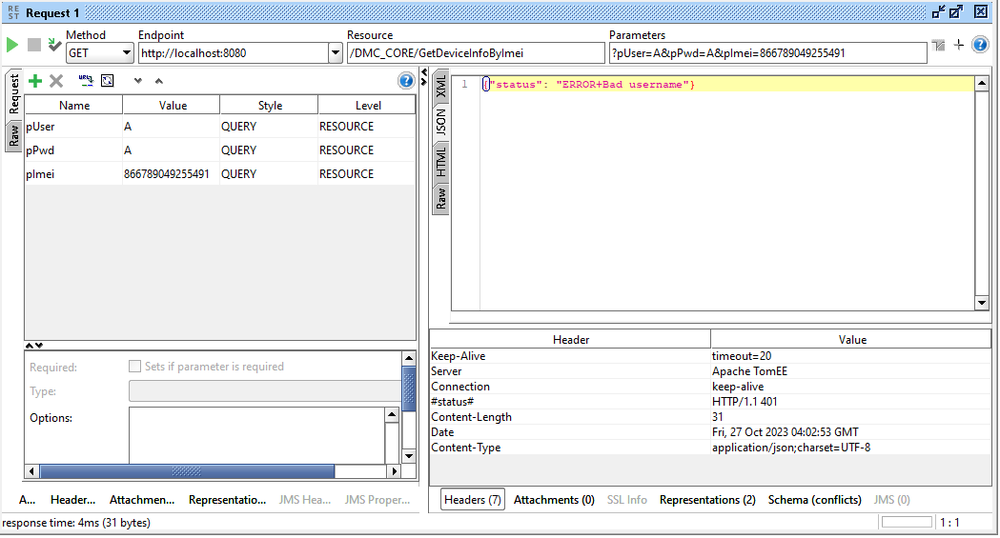 REST Request 1
Method Endpoint Resource Parameters
GET http://localhost:8080 /DMC_CORE/GetDeviceInfoByImei ?pUser=A&pPwd=A&pImei=866789049255491
Request
Raw
Name Value Style Level
pUser A QUERY RESOURCE
pPwd A QUERY RESOURCE
pImei 866789049255491 QUERY RESOURCE
Required: Sets if parameter is required
Type:
Options:
A... Header... Attachmen... Representatio... JMS Hea... JMS Proper...
XML
JSON
HTML
Raw
1 {"status": "ERROR+Bad username"}
Header Value
Keep-Alive timeout=20
Server Apache TomEE
Connection keep-alive
#status# HTTP/1.1 401
Content-Length 31
Date Fri, 27 Oct 2023 04:02:53 GMT
Content-Type application/json;charset=UTF-8
Headers (7) Attachments (0) SSL Info Representations (2) Schema (conflicts) JMS (0)
response time: 4ms (31 bytes) 1 : 1